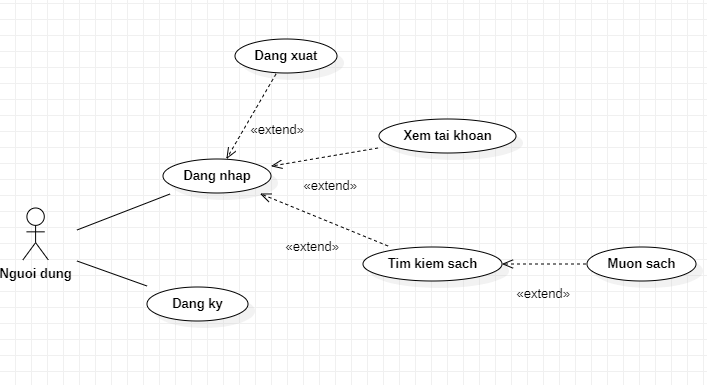 Dang xuat
«extend»
Xem tai khoan
Dang nhap
«extend»
«extend»
Tim kiem sach
Muon sach
Nguoi dung
«extend»
Dang ky